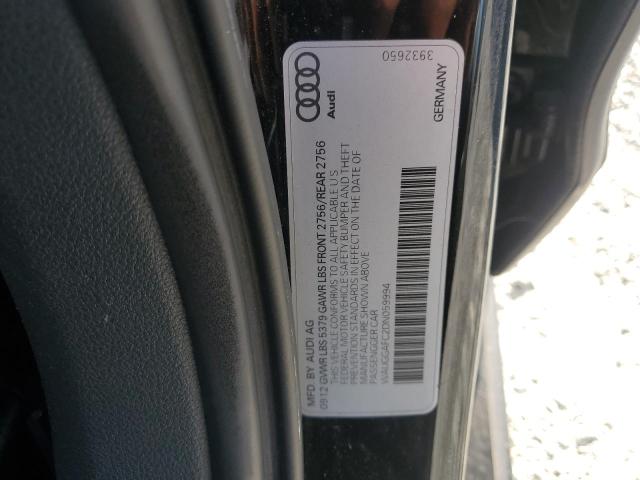 Audi
MFD. BY AUDI AG
09.12 GVWR LBS 5379 GAWR LBS FRONT 2756/REAR 2756
THIS VEHICLE CONFORMS TO ALL APPLICABLE U S
FEDERAL MOTOR VEHICLE SAFETY BUMPER AND THEFT
PREVENTION STANDARDS IN EFFECT ON THE DATE OF
MANUFACTURE SHOWN ABOVE
PASSENGGER CAR
WAUGGAFC2DN059994
GERMANY
3932650